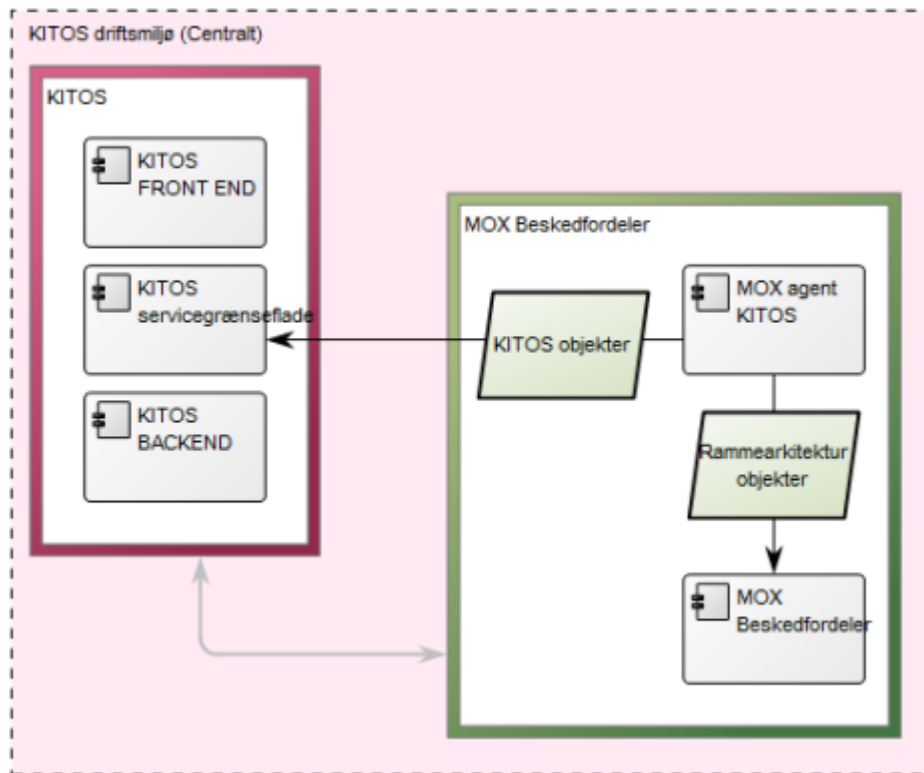 KITOS driftsmiljø (Centralt)
KITOS
KITOS
FRONT END
KITOS
servicegrænseflade
KITOS
BACKEND
MOX Beskedfordeler
KITOS objekter
MOX agent
KITOS
Rammearkitektur
objekter
MOX
Beskedfordeler